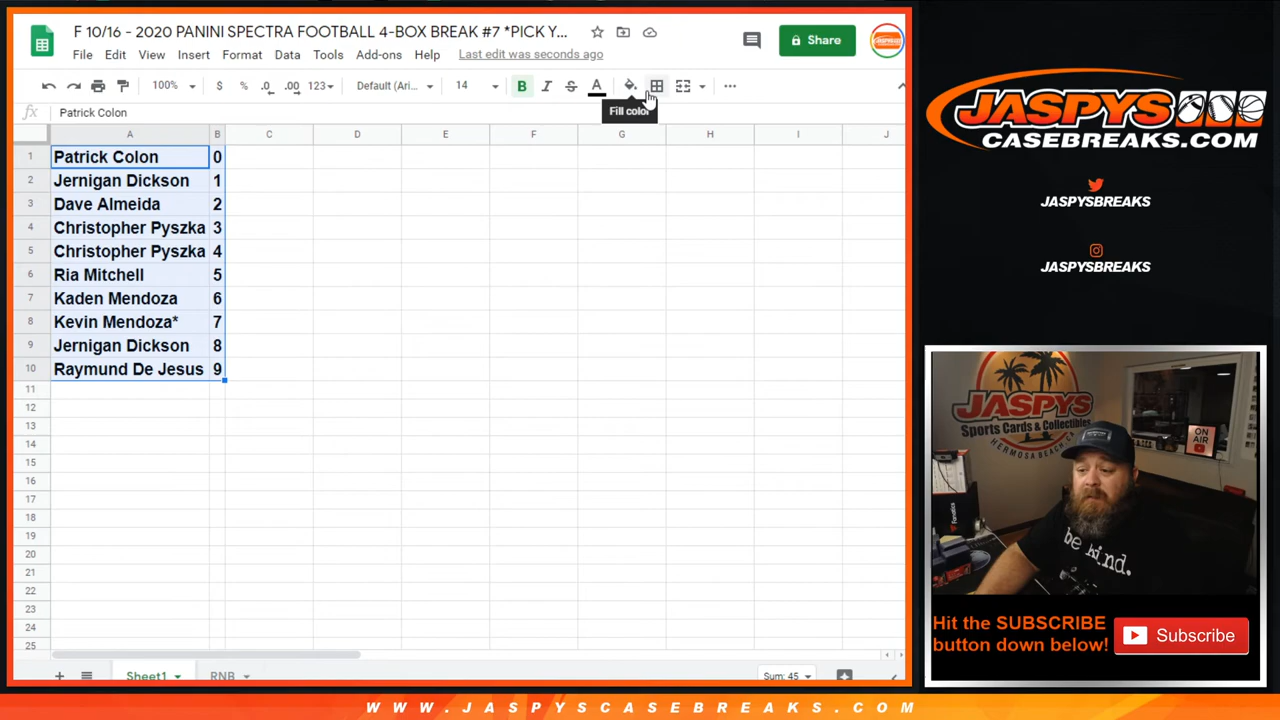 F 10/16 - 2020 PANINI SPECTRA FOOTBALL 4-BOX BREAK #7 *PICK Y...
File Edit View Insert Format Data Tools Add-ons Help Last edit was seconds ago
Share
100% $ % .0 .00 123 Default (Ari... 14 B I S A
Fill color
fx Patrick Colon
A B C D E F G H I J
1 Patrick Colon 0
2 Jernigan Dickson 1
3 Dave Almeida 2
4 Christopher Pyszka 3
5 Christopher Pyszka 4
6 Ria Mitchell 5
7 Kaden Mendoza 6
8 Kevin Mendoza* 7
9 Jernigan Dickson 8
10 Raymund De Jesus 9
11
12
13
14
15
16
17
18
19
20
21
22
23
24
25
Sheet1 RNB Sum: 45
JASPYS
CASEBREAKS.COM
JASPYSBREAKS
JASPYSBREAKS
JASPYS
Sports Cards & Collectibles
HERMOSA BEACH
ON AIR
Fanatics
be kind.
Hit the SUBSCRIBE
button down below!
Subscribe
WWW.JASPYSCASEBREAKS.COM